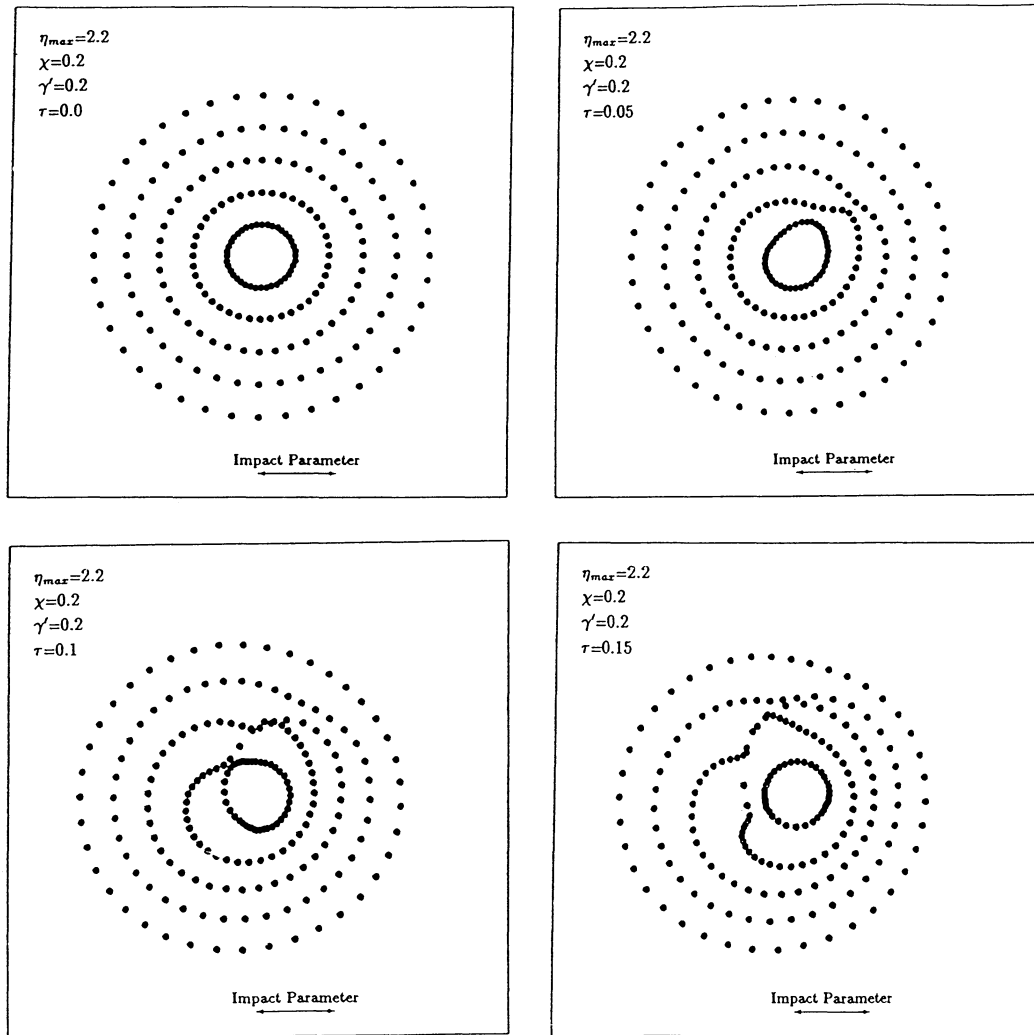 η_max=2.2
χ=0.2
γ'=0.2
τ=0.0
Impact Parameter
η_max=2.2
χ=0.2
γ'=0.2
τ=0.05
Impact Parameter
η_max=2.2
χ=0.2
γ'=0.2
τ=0.1
Impact Parameter
η_max=2.2
χ=0.2
γ'=0.2
τ=0.15
Impact Parameter